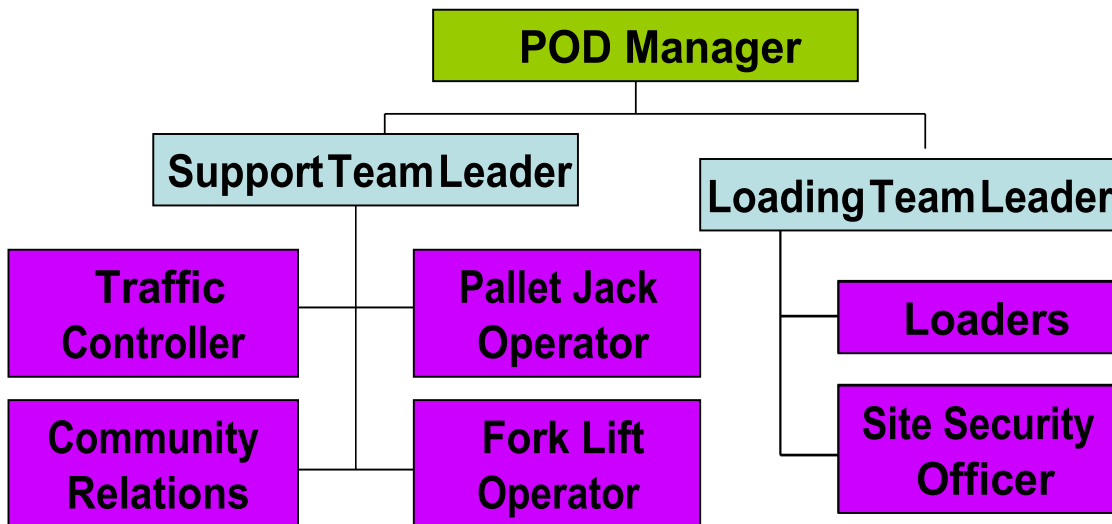 POD Manager
Support Team Leader
Loading Team Leader
Traffic
Controller
Pallet Jack
Operator
Loaders
Community
Relations
Fork Lift
Operator
Site Security
Officer